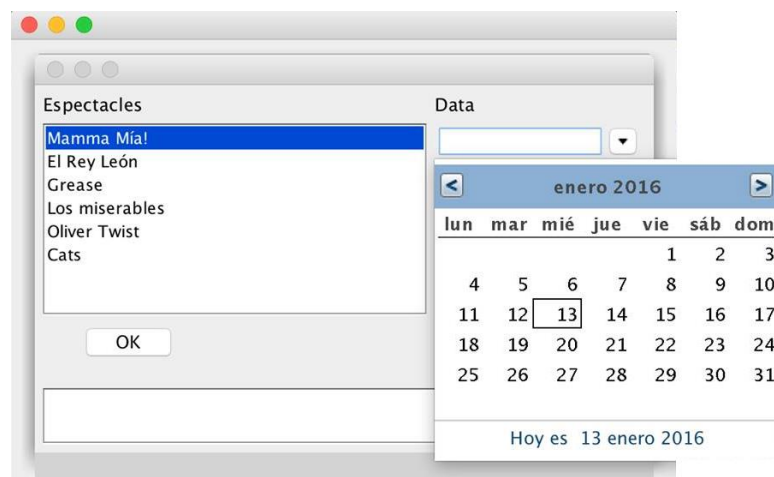 Espectacles
Data
Mamma Mía!
El Rey León
Grease
Los miserables
Oliver Twist
Cats
OK
< enero 2016 >
lun mar mié jue vie sáb dom
1 2 3
4 5 6 7 8 9 10
11 12 13 14 15 16 17
18 19 20 21 22 23 24
25 26 27 28 29 30 31
Hoy es 13 enero 2016